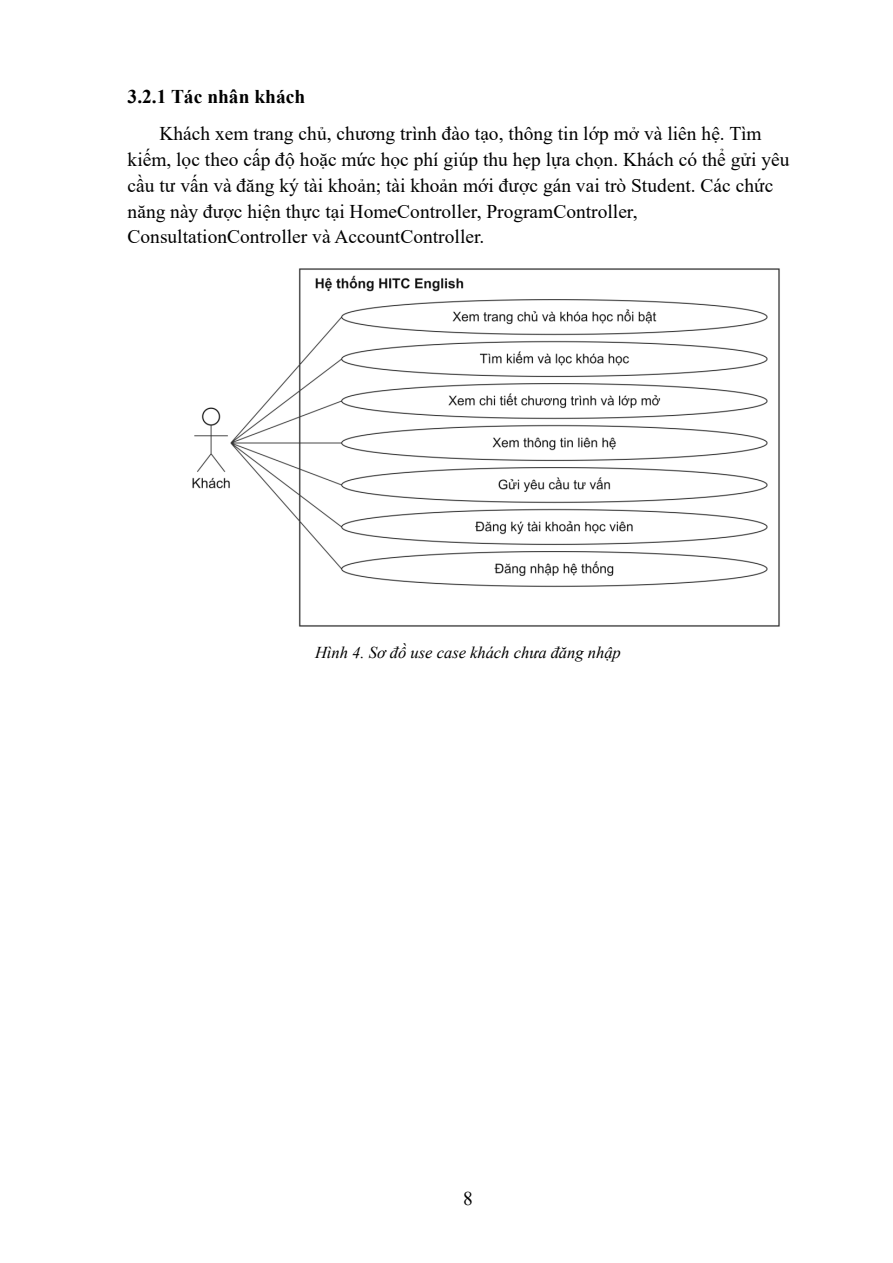 3.2.1 Tác nhân khách
Khách xem trang chủ, chương trình đào tạo, thông tin lớp mở và liên hệ. Tìm
kiếm, lọc theo cấp độ hoặc mức học phí giúp thu hẹp lựa chọn. Khách có thể gửi yêu
cầu tư vấn và đăng ký tài khoản; tài khoản mới được gán vai trò Student. Các chức
năng này được hiện thực tại HomeController, ProgramController,
ConsultationController và AccountController.
Hệ thống HITC English
Xem trang chủ và khóa học nổi bật
Tìm kiếm và lọc khóa học
Xem chi tiết chương trình và lớp mở
Xem thông tin liên hệ
Khách
Gửi yêu cầu tư vấn
Đăng ký tài khoản học viên
Đăng nhập hệ thống
Hình 4. Sơ đồ use case khách chưa đăng nhập
8